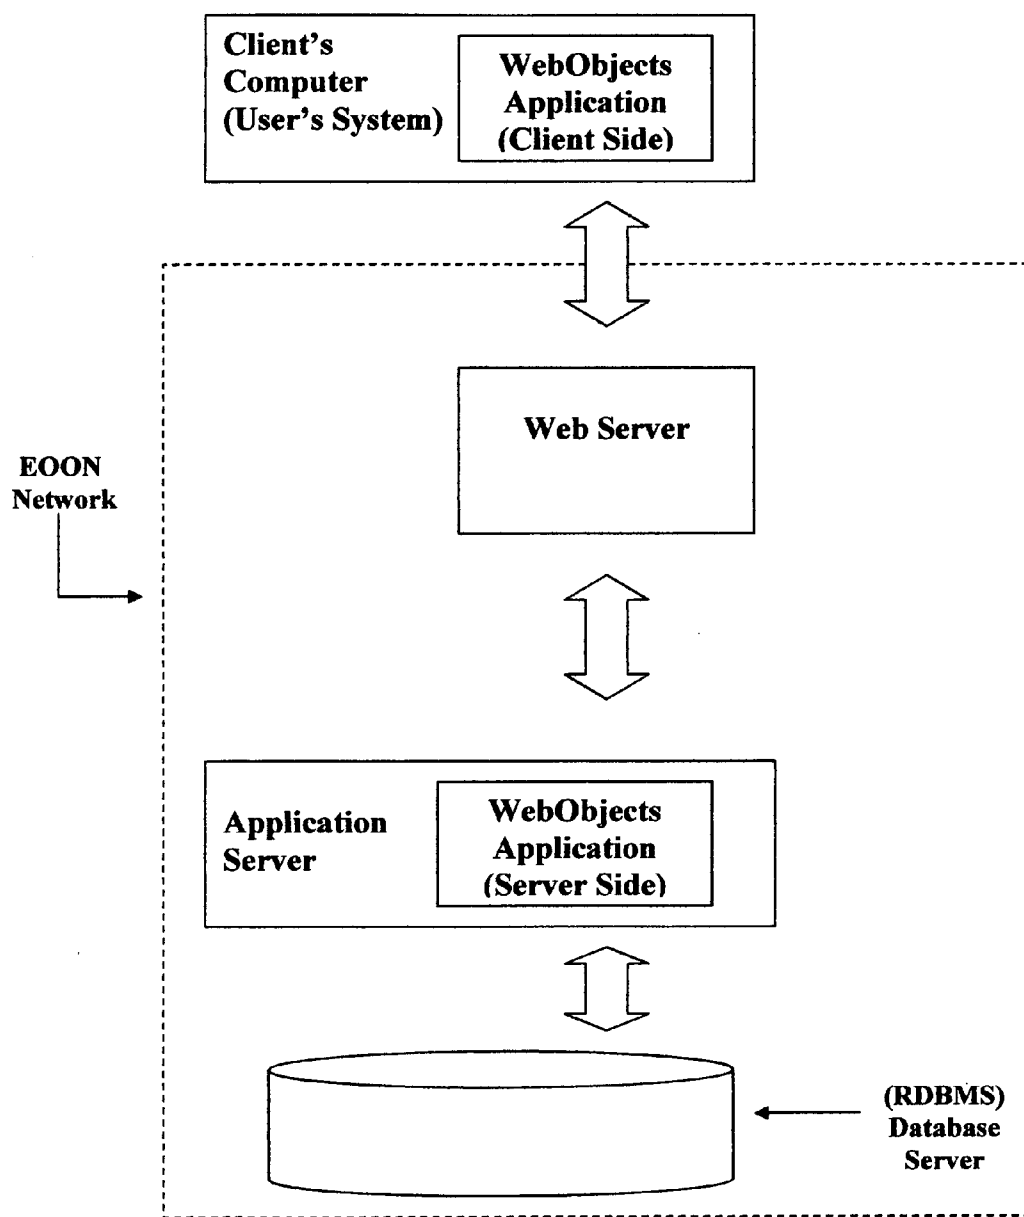 Client's
Computer
(User's System)
WebObjects
Application
(Client Side)
Web Server
EOON
Network
Application
Server
WebObjects
Application
(Server Side)
(RDBMS)
Database
Server